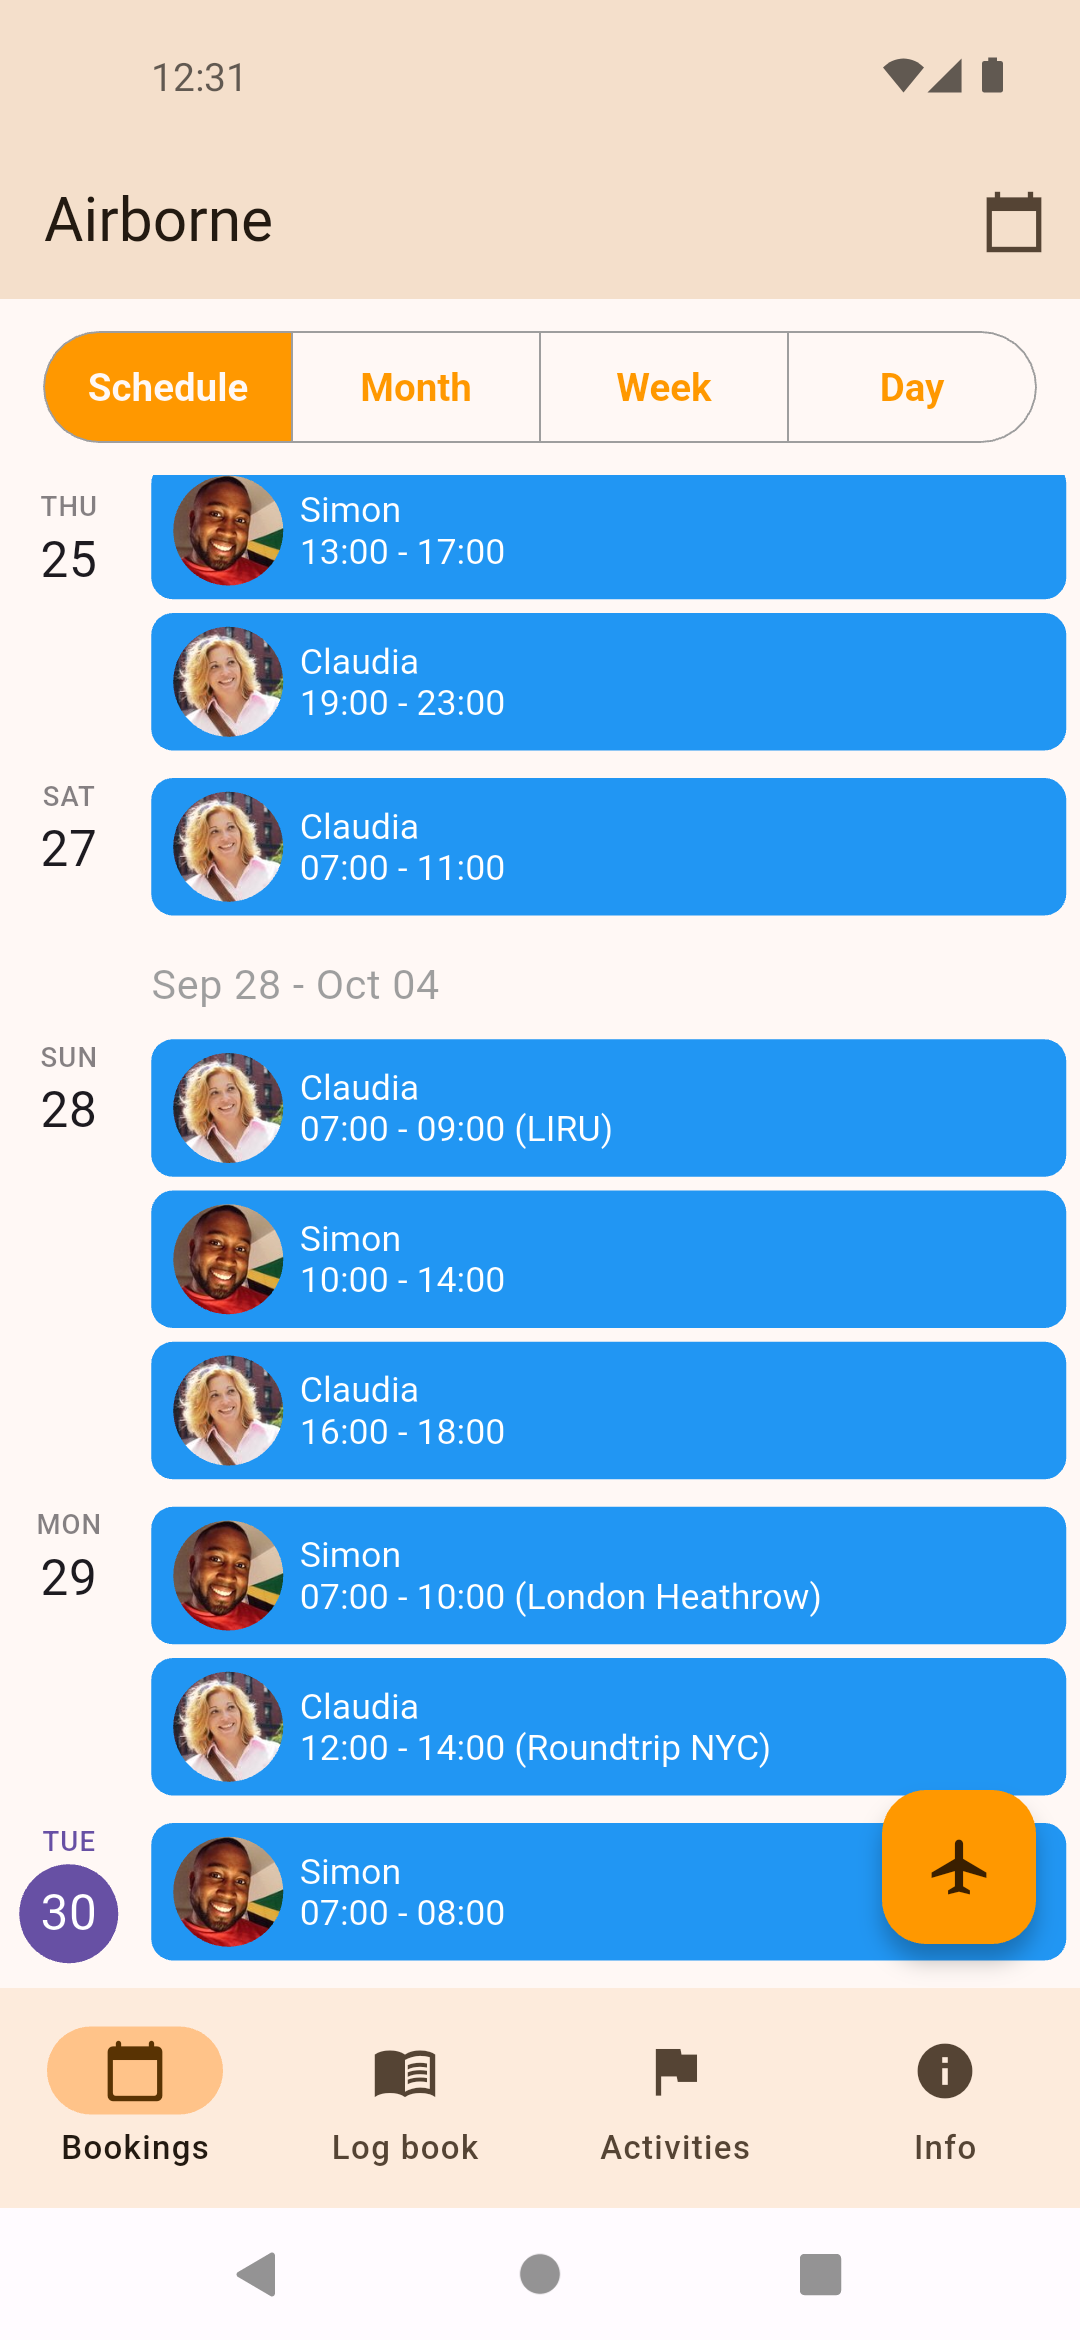 12:31
Airborne
Schedule
Month
Week
Day
THU
25
Simon
13:00 - 17:00
Claudia
19:00 - 23:00
SAT
27
Claudia
07:00 - 11:00
Sep 28 - Oct 04
SUN
28
Claudia
07:00 - 09:00 (LIRU)
Simon
10:00 - 14:00
Claudia
16:00 - 18:00
MON
29
Simon
07:00 - 10:00 (London Heathrow)
Claudia
12:00 - 14:00 (Roundtrip NYC)
TUE
30
Simon
07:00 - 08:00
Bookings
Log book
Activities
Info